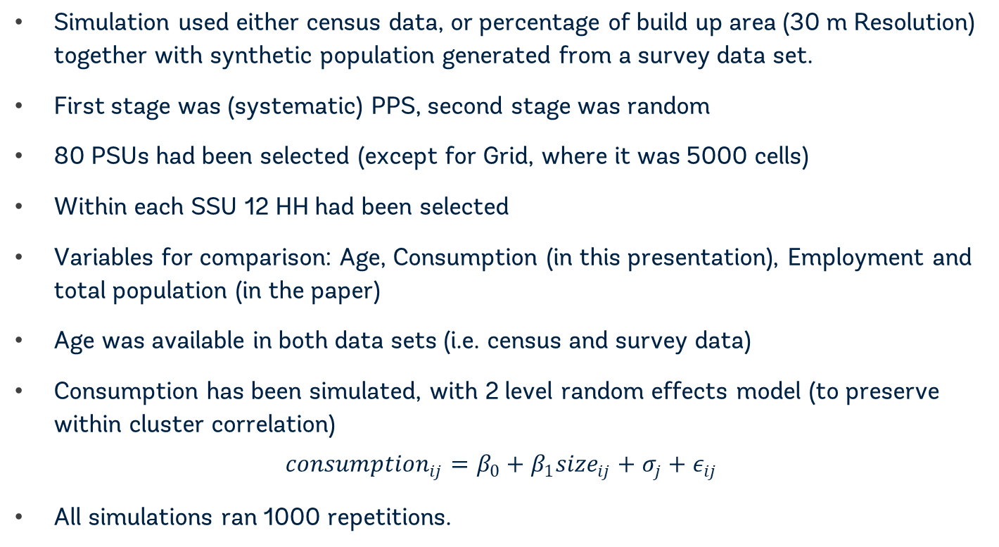 • Simulation used either census data, or percentage of build up area (30 m Resolution)
together with synthetic population generated from a survey data set.
• First stage was (systematic) PPS, second stage was random
• 80 PSUs had been selected (except for Grid, where it was 5000 cells)
• Within each SSU 12 HH had been selected
• Variables for comparison: Age, Consumption (in this presentation), Employment and
total population (in the paper)
• Age was available in both data sets (i.e. census and survey data)
• Consumption has been simulated, with 2 level random effects model (to preserve
within cluster correlation)
consumption_{ij} = β_0 + β_1 size_{ij} + σ_j + ϵ_{ij}
• All simulations ran 1000 repetitions.